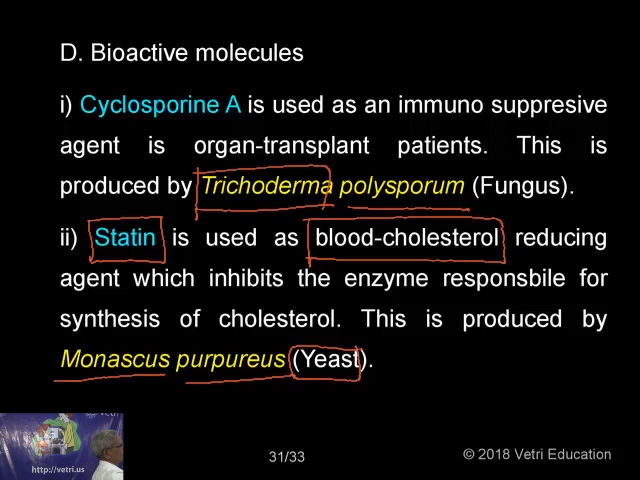 D. Bioactive molecules
i) Cyclosporine A is used as an immuno suppresive
agent is organ-transplant patients. This is
produced by Trichoderma polysporum (Fungus).
ii) Statin is used as blood-cholesterol reducing
agent which inhibits the enzyme responsbile for
synthesis of cholesterol. This is produced by
Monascus purpureus (Yeast).
http://vetri.us
31/33
© 2018 Vetri Education